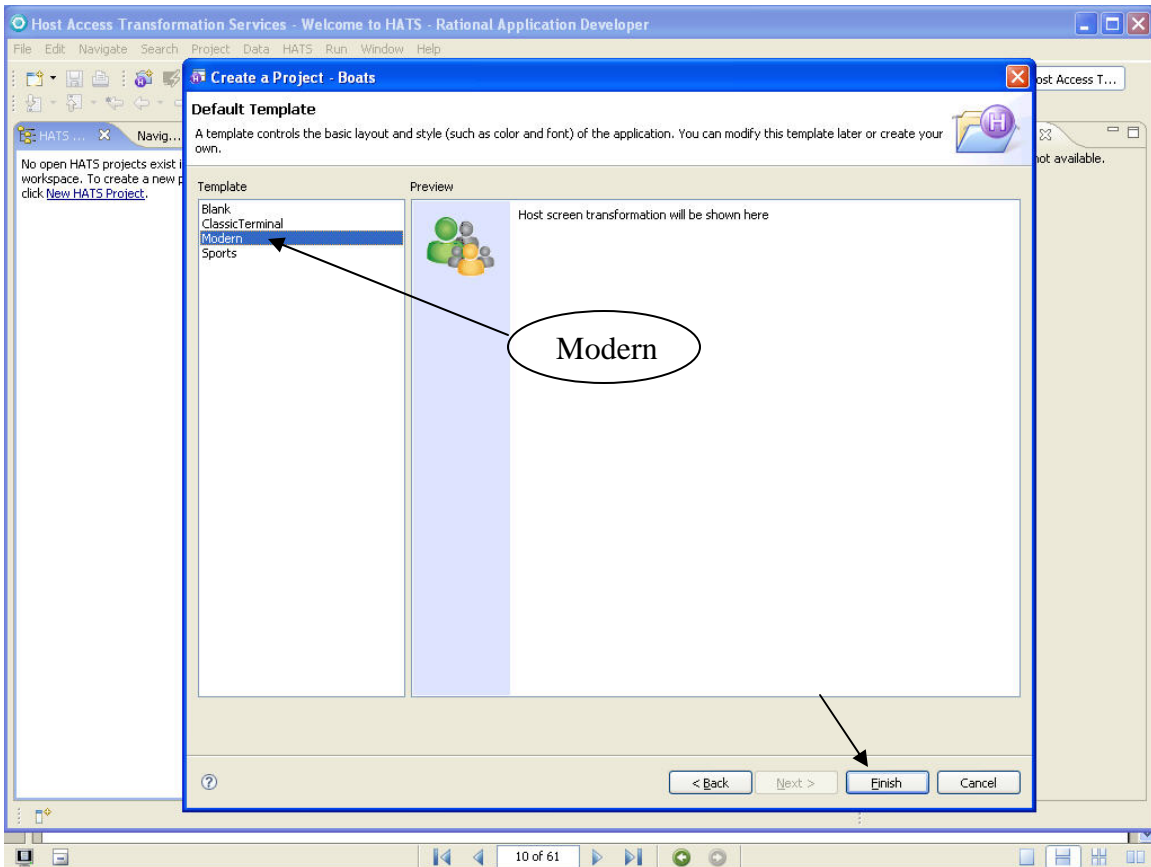 Host Access Transformation Services - Welcome to HATS - Rational Application Developer
File Edit Navigate Search Project Data HATS Run Window Help
Create a Project - Boats
ost Access T...
Default Template
A template controls the basic layout and style (such as color and font) of the application. You can modify this template later or create your
own.
HATS ... Navig...
No open HATS projects exist i
workspace. To create a new p
click New HATS Project.
ot available.
Template Preview
Blank
ClassicTerminal
Modern
Sports
Host screen transformation will be shown here
Modern
< Back Next > Finish Cancel
10 of 61